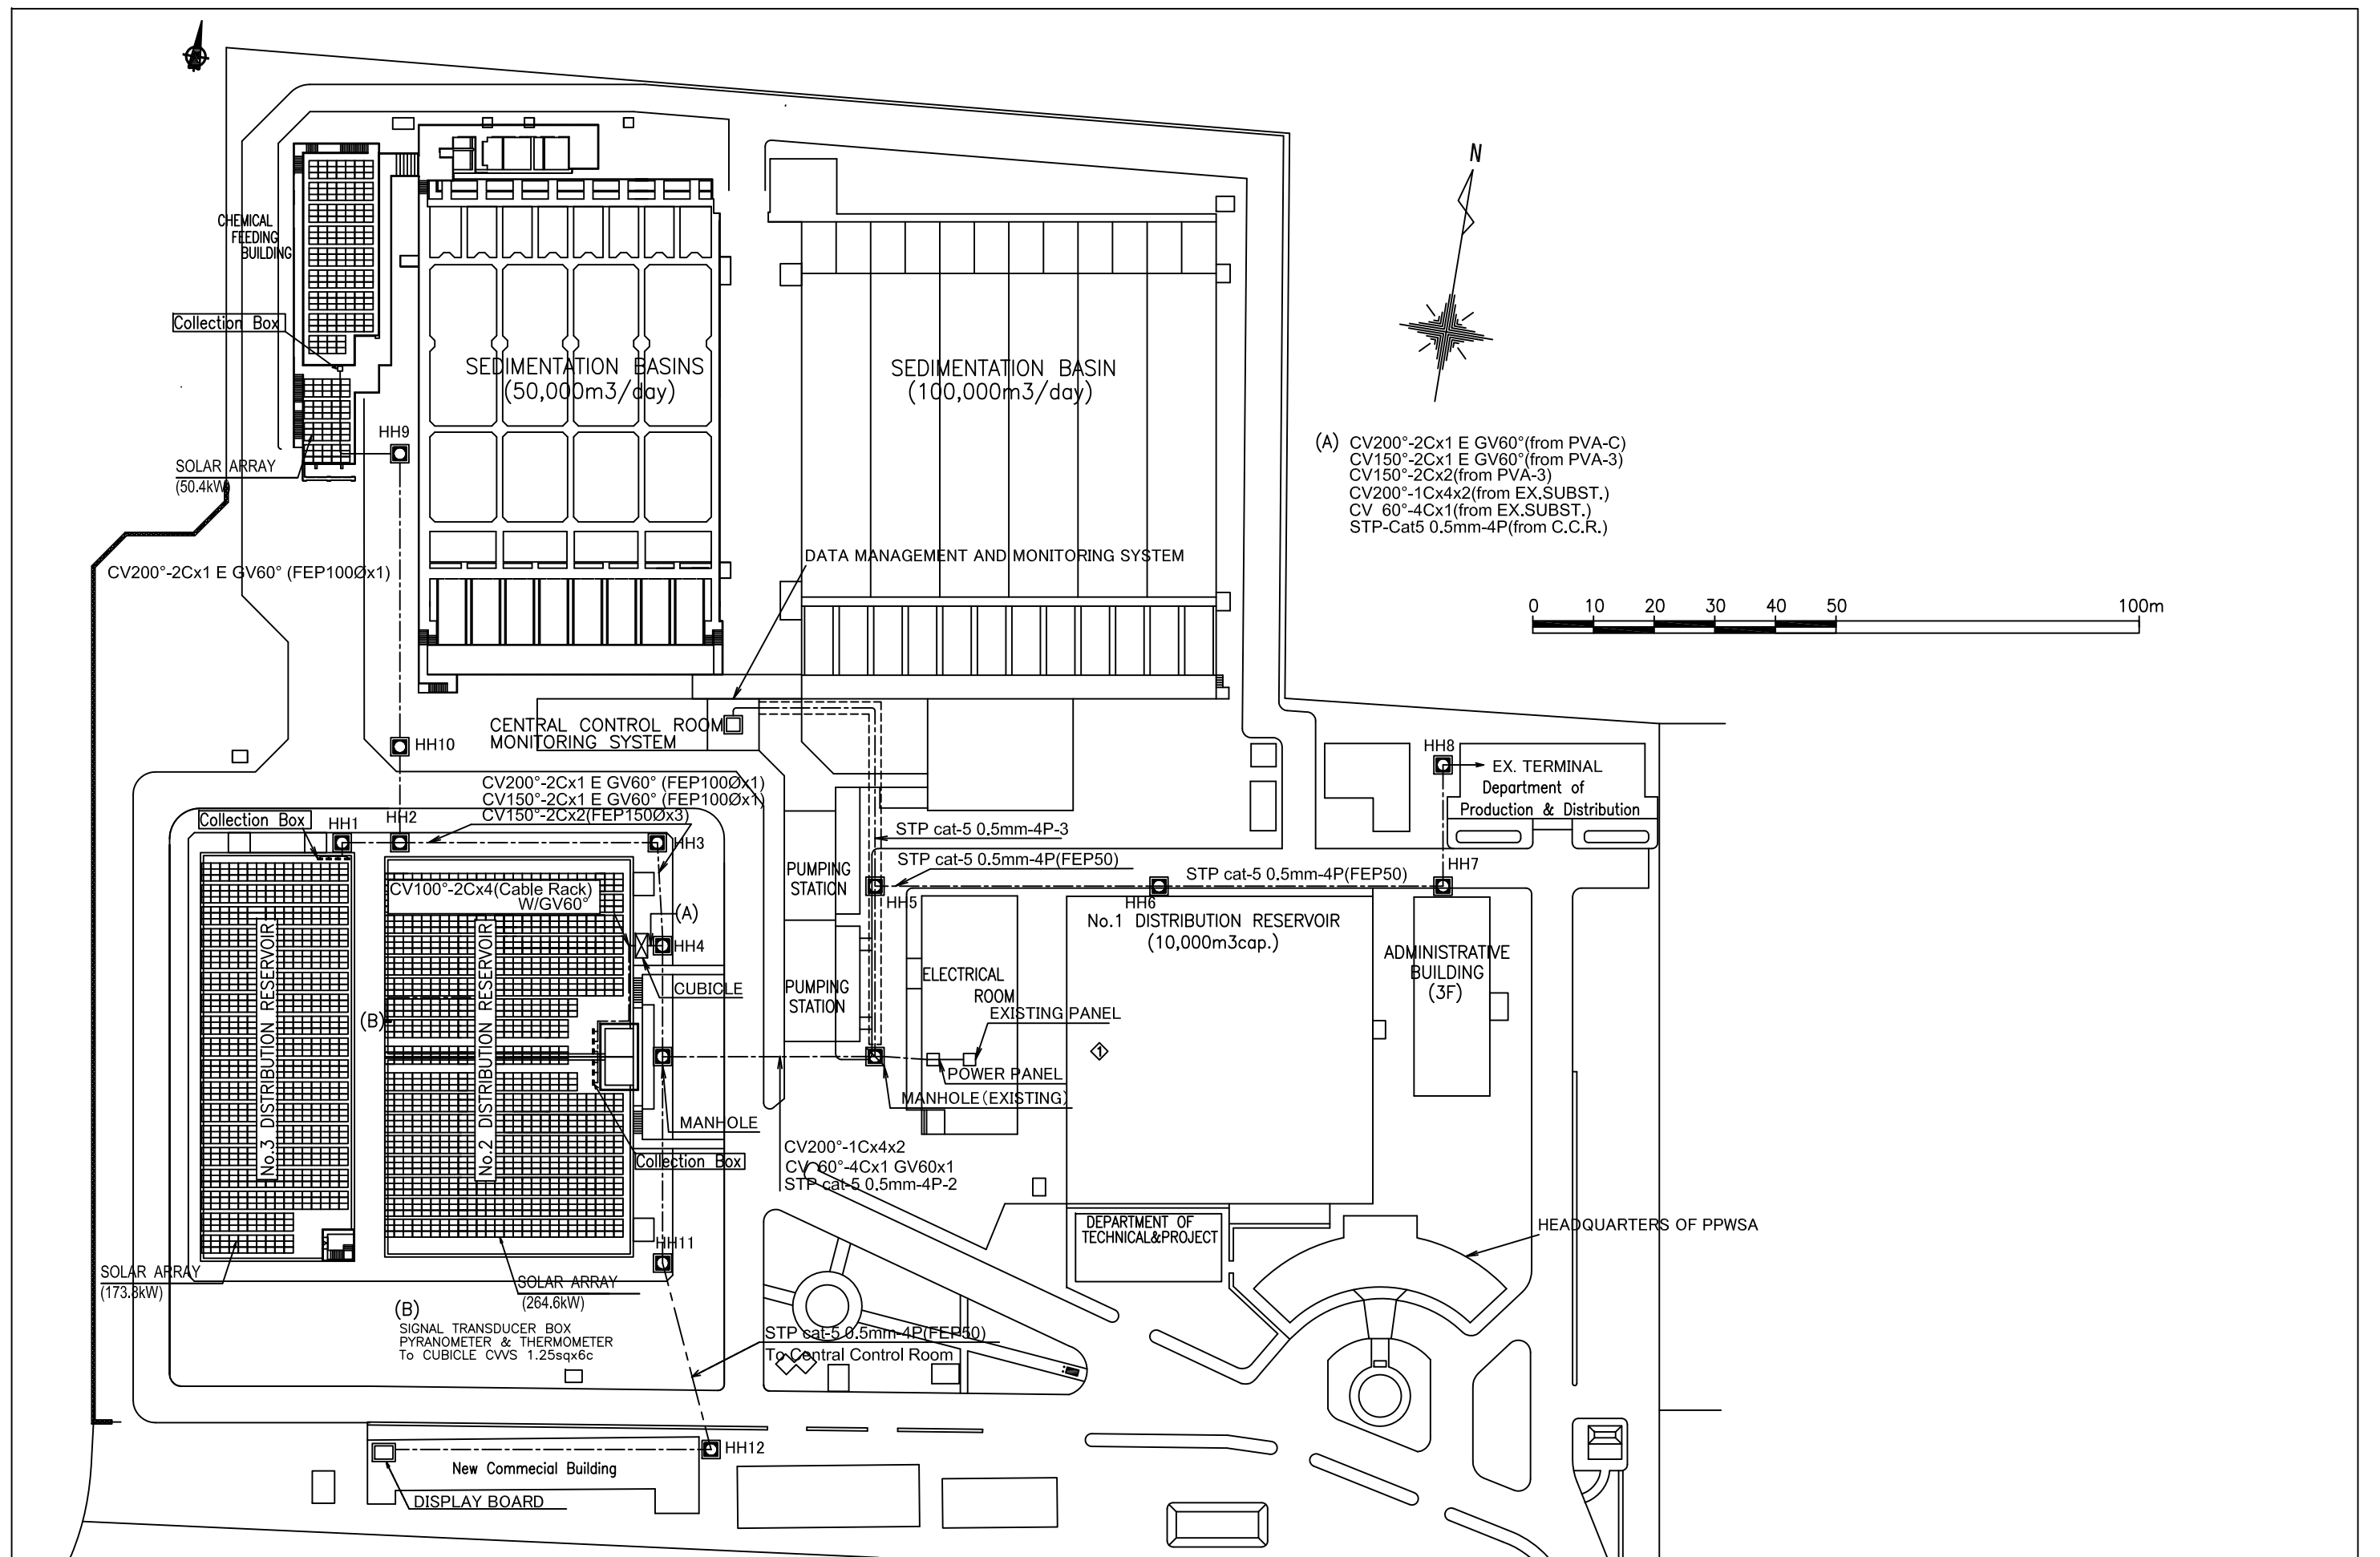 N
CHEMICAL
FEEDING
BUILDING
Collection Box
SEDIMENTATION BASINS
(50,000m3/day)
SEDIMENTATION BASIN
(100,000m3/day)
HH9
SOLAR ARRAY
(50.4kW)
(A) CV200°-2Cx1 E GV60°(from PVA-C)
CV150°-2Cx1 E GV60°(from PVA-3)
CV150°-2Cx2(from PVA-3)
CV200°-1Cx4x2(from EX.SUBST.)
CV 60°-4Cx1(from EX.SUBST.)
STP-Cat5 0.5mm-4P(from C.C.R.)
DATA MANAGEMENT AND MONITORING SYSTEM
CV200°-2Cx1 E GV60° (FEP100Øx1)
0 10 20 30 40 50 100m
CENTRAL CONTROL ROOM
MONITORING SYSTEM
HH10
HH8
EX. TERMINAL
Department of
Production & Distribution
CV200°-2Cx1 E GV60° (FEP100Øx1)
CV150°-2Cx1 E GV60° (FEP100Øx1)
CV150°-2Cx2(FEP150Øx3)
Collection Box
HH1
HH2
HH3
STP cat-5 0.5mm-4P-3
STP cat-5 0.5mm-4P(FEP50)
STP cat-5 0.5mm-4P(FEP50)
HH7
PUMPING
STATION
CV100°-2Cx4(Cable Rack)
W/GV60°
(A)
HH5
HH6
No.1 DISTRIBUTION RESERVOIR
(10,000m3cap.)
HH4
No.3 DISTRIBUTION RESERVOIR
No.2 DISTRIBUTION RESERVOIR
ADMINISTRATIVE
BUILDING
(3F)
CUBICLE
PUMPING
STATION
ELECTRICAL
ROOM
(B)
EXISTING PANEL
1
POWER PANEL
MANHOLE(EXISTING)
MANHOLE
Collection Box
CV200°-1Cx4x2
CV 60°-4Cx1 GV60x1
STP cat-5 0.5mm-4P-2
DEPARTMENT OF
TECHNICAL&PROJECT
HEADQUARTERS OF PPWSA
HH11
SOLAR ARRAY
(173.8kW)
SOLAR ARRAY
(264.6kW)
(B)
SIGNAL TRANSDUCER BOX
PYRANOMETER & THERMOMETER
To CUBICLE CVVS 1.25sqx6c
STP cat-5 0.5mm-4P(FEP50)
To Central Control Room
HH12
New Commecial Building
DISPLAY BOARD